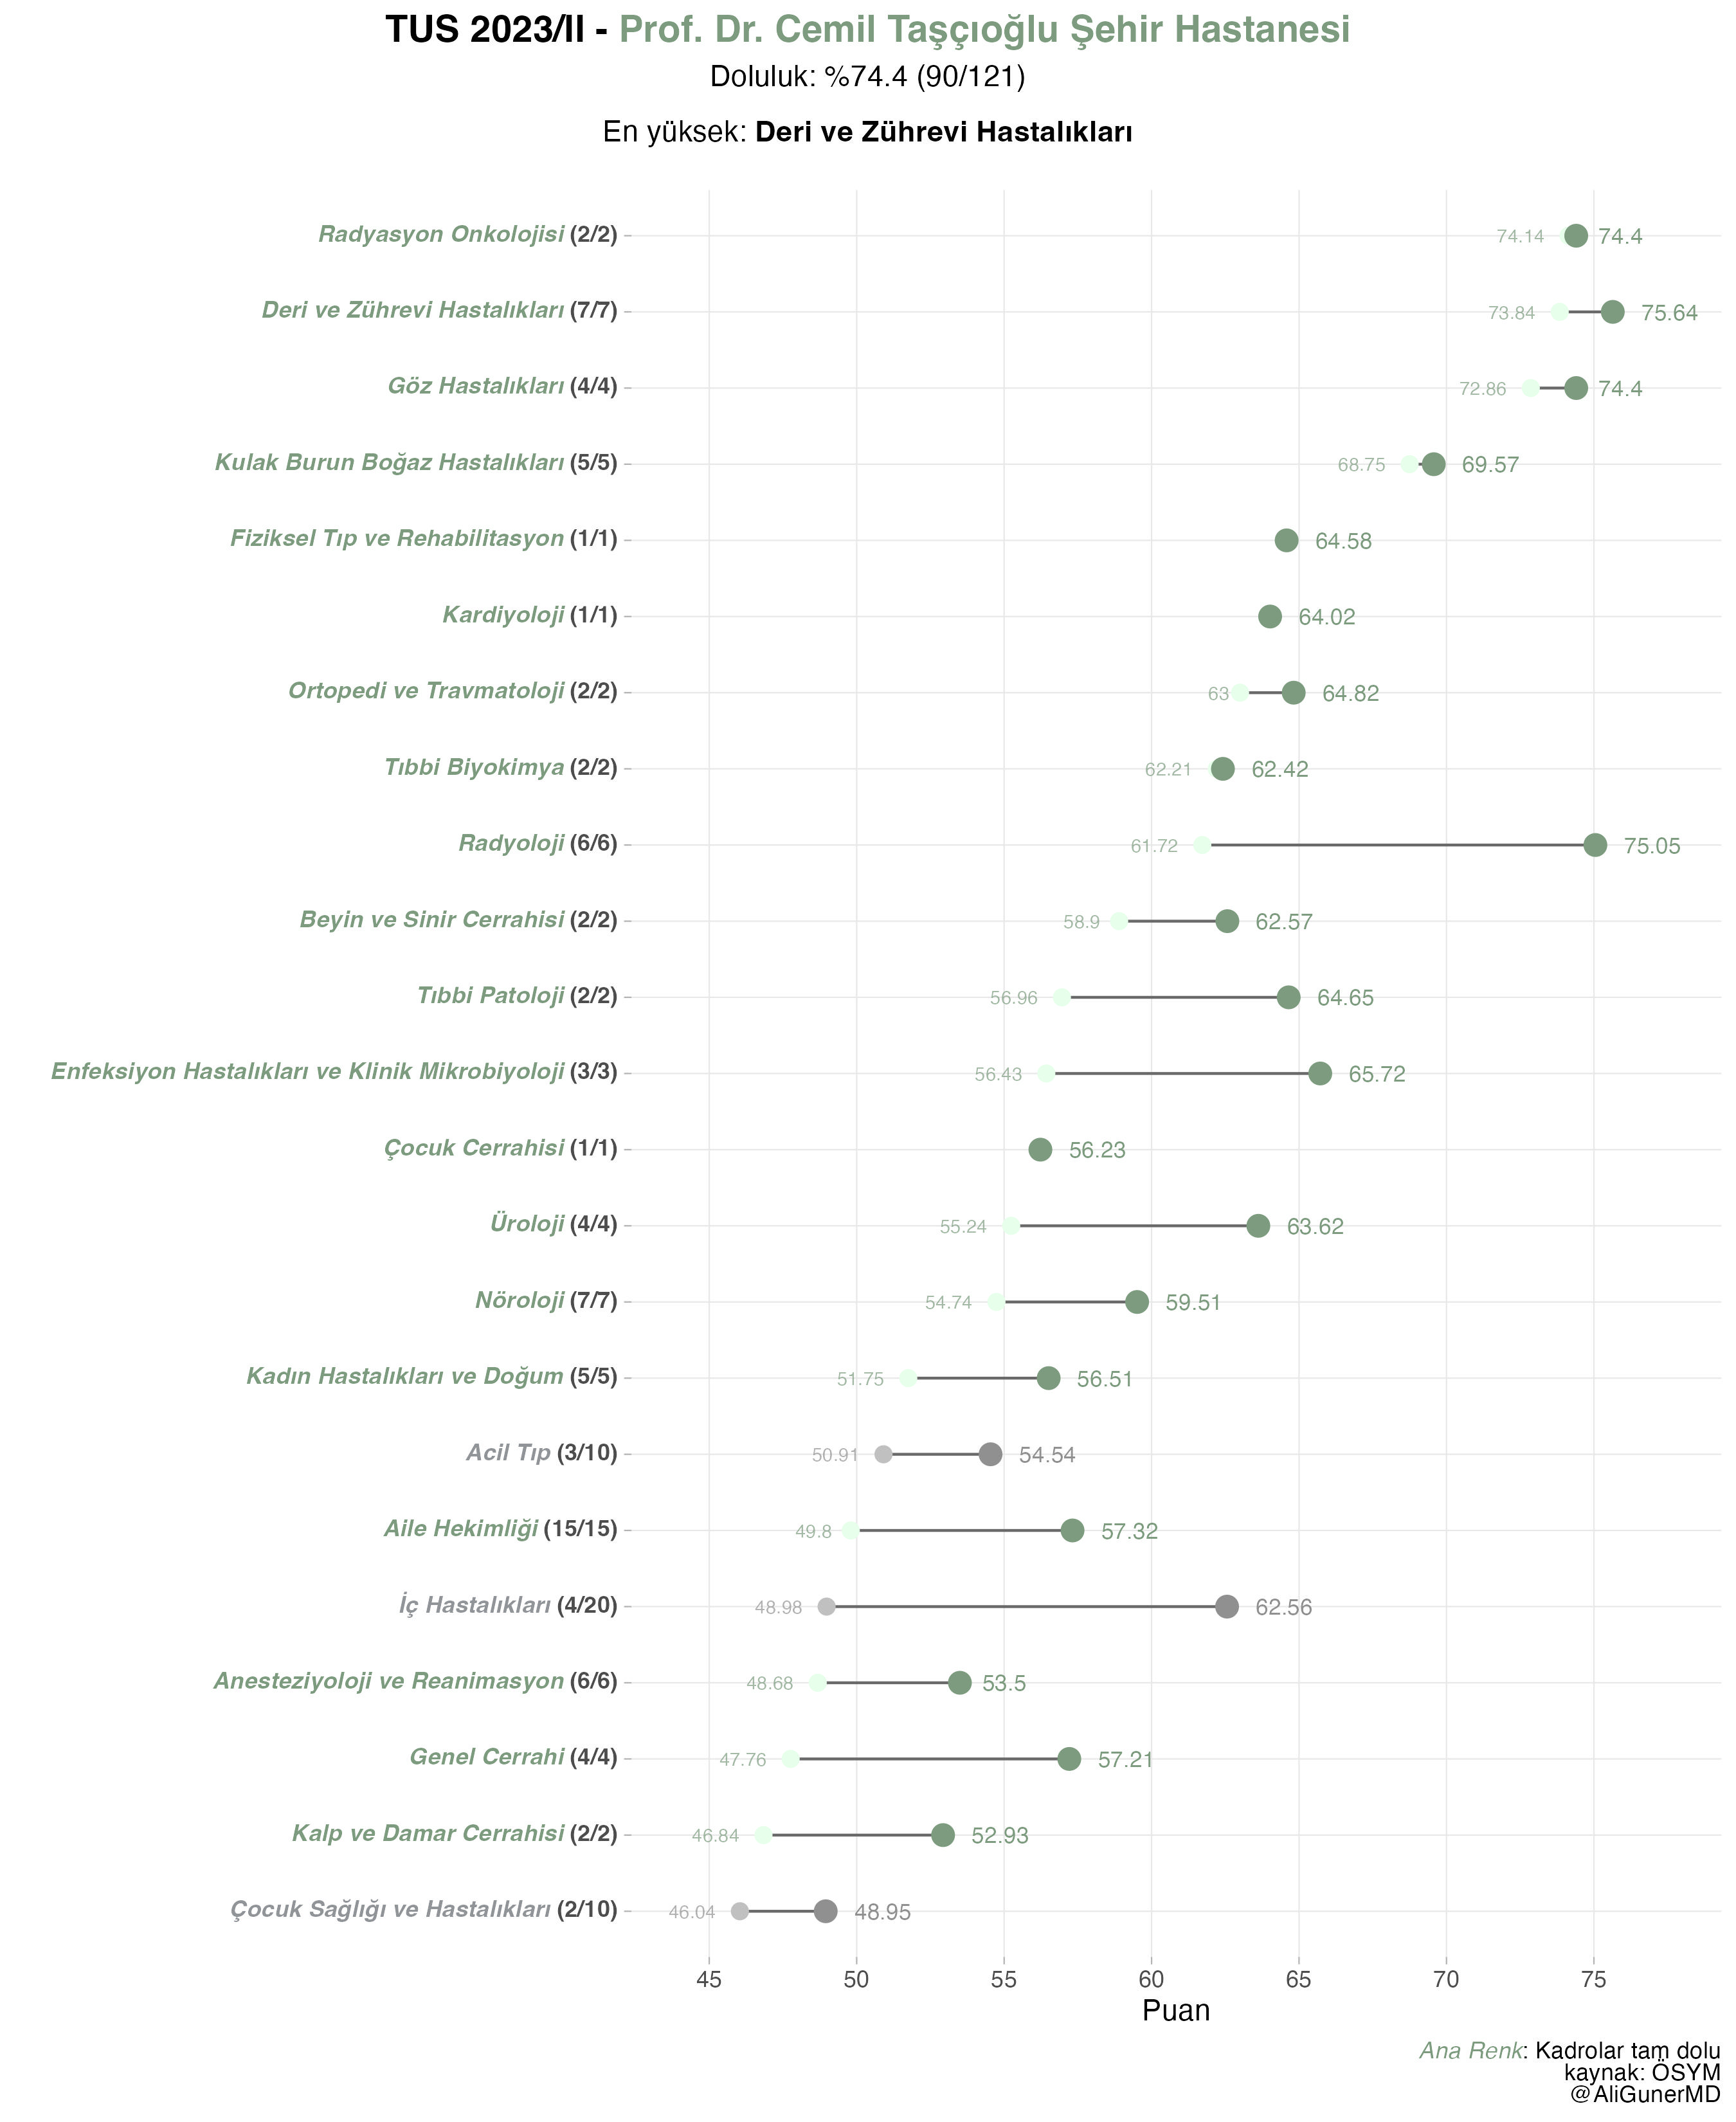 TUS 2023/II - Prof. Dr. Cemil Taşçıoğlu Şehir Hastanesi
Doluluk: %74.4 (90/121)
En yüksek: Deri ve Zührevi Hastalıkları
Radyasyon Onkolojisi (2/2) 74.14 74.4
Deri ve Zührevi Hastalıkları (7/7) 73.84 75.64
Göz Hastalıkları (4/4) 72.86 74.4
Kulak Burun Boğaz Hastalıkları (5/5) 68.75 69.57
Fiziksel Tıp ve Rehabilitasyon (1/1) 64.58
Kardiyoloji (1/1) 64.02
Ortopedi ve Travmatoloji (2/2) 63 64.82
Tıbbi Biyokimya (2/2) 62.21 62.42
Radyoloji (6/6) 61.72 75.05
Beyin ve Sinir Cerrahisi (2/2) 58.9 62.57
Tıbbi Patoloji (2/2) 56.96 64.65
Enfeksiyon Hastalıkları ve Klinik Mikrobiyoloji (3/3) 56.43 65.72
Çocuk Cerrahisi (1/1) 56.23
Üroloji (4/4) 55.24 63.62
Nöroloji (7/7) 54.74 59.51
Kadın Hastalıkları ve Doğum (5/5) 51.75 56.51
Acil Tıp (3/10) 50.91 54.54
Aile Hekimliği (15/15) 49.8 57.32
İç Hastalıkları (4/20) 48.98 62.56
Anesteziyoloji ve Reanimasyon (6/6) 48.68 53.5
Genel Cerrahi (4/4) 47.76 57.21
Kalp ve Damar Cerrahisi (2/2) 46.84 52.93
Çocuk Sağlığı ve Hastalıkları (2/10) 46.04 48.95
45 50 55 60 65 70 75
Puan
Ana Renk: Kadrolar tam dolu
kaynak: ÖSYM
@AliGunerMD